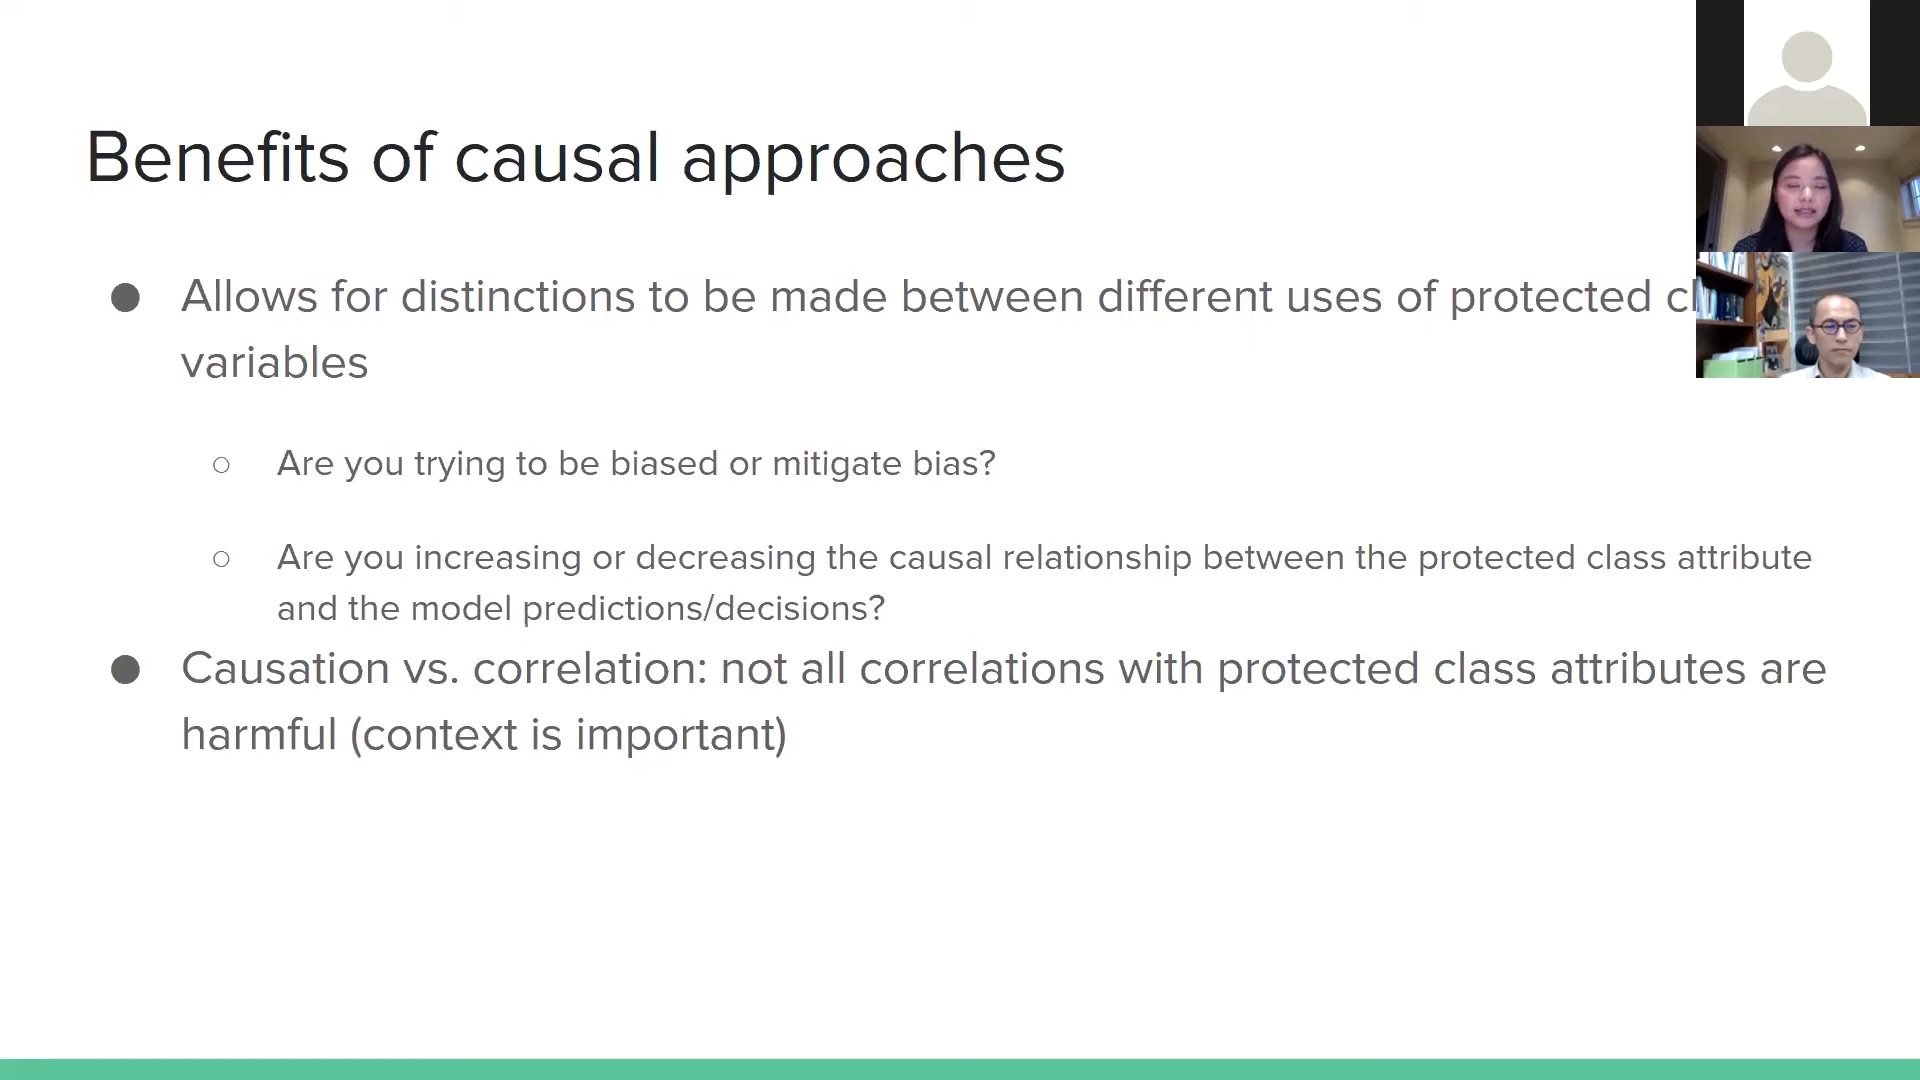 Benefits of causal approaches
● Allows for distinctions to be made between different uses of protected
variables
○ Are you trying to be biased or mitigate bias?
○ Are you increasing or decreasing the causal relationship between the protected class attribute
and the model predictions/decisions?
● Causation vs. correlation: not all correlations with protected class attributes are
harmful (context is important)